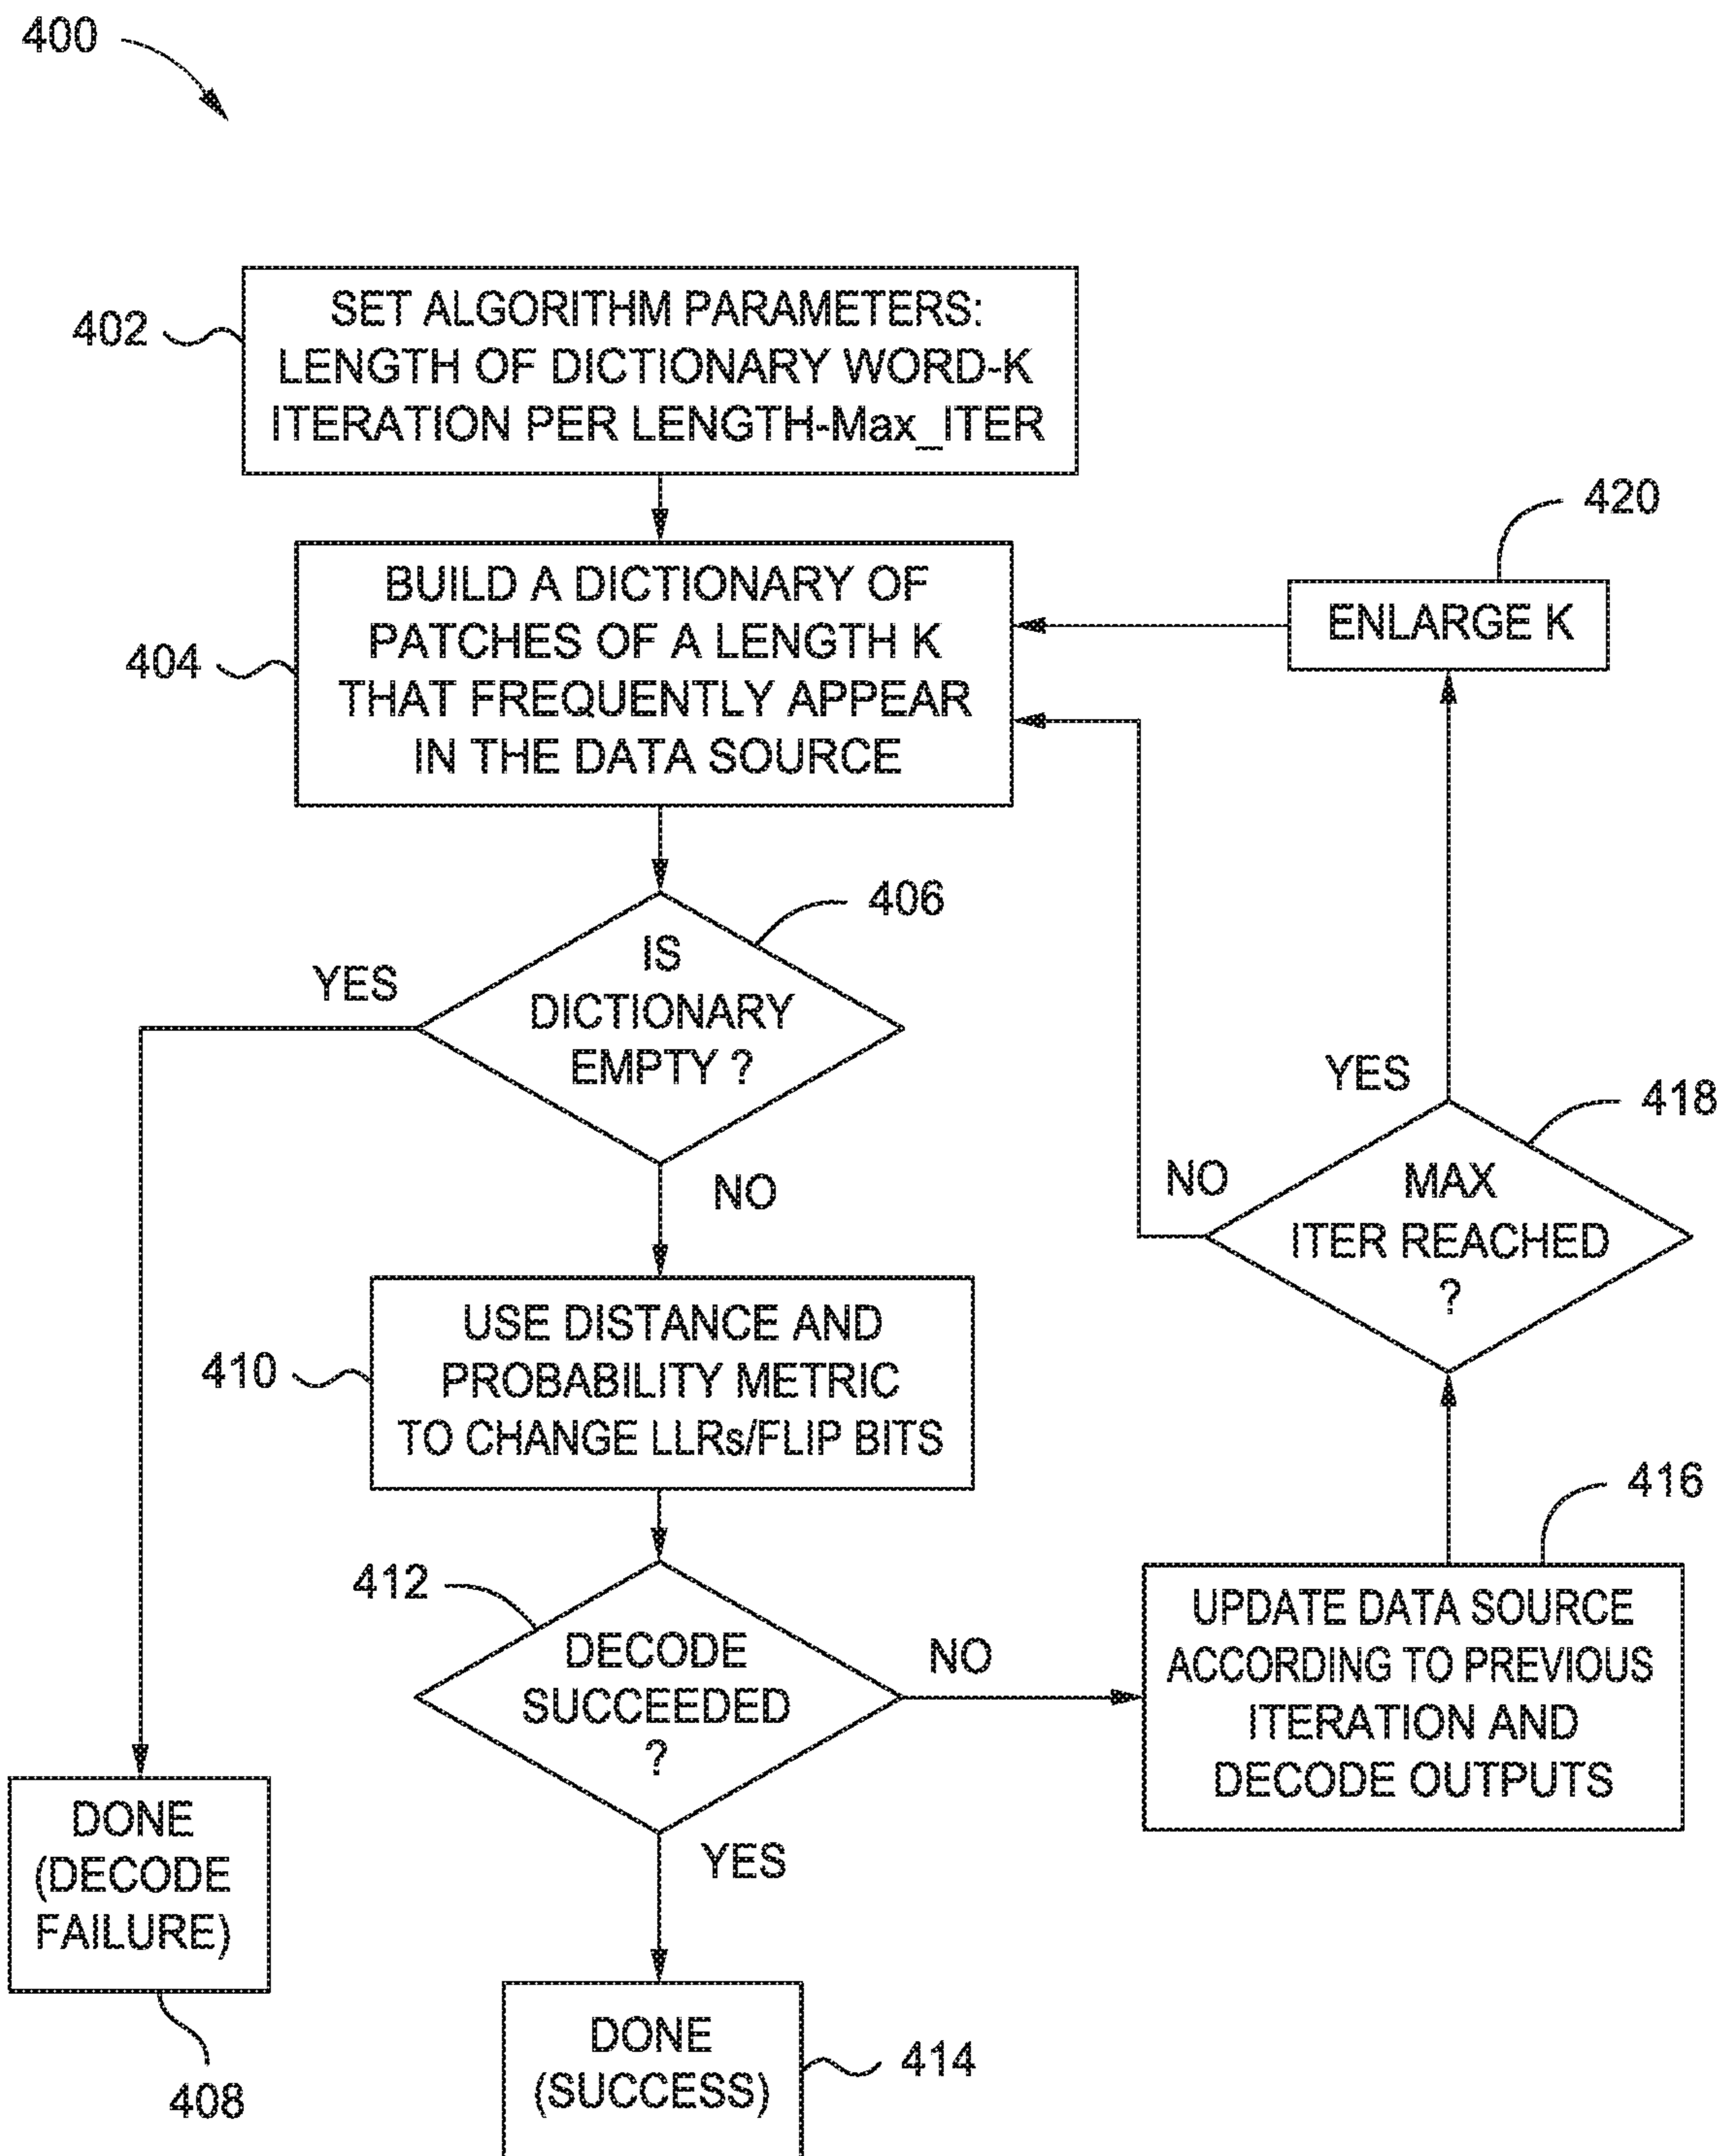 400
402
SET ALGORITHM PARAMETERS:
LENGTH OF DICTIONARY WORD-K
ITERATION PER LENGTH-Max_ITER
420
ENLARGE K
404
BUILD A DICTIONARY OF
PATCHES OF A LENGTH K
THAT FREQUENTLY APPEAR
IN THE DATA SOURCE
406
IS
DICTIONARY
EMPTY ?
YES
NO
YES
418
NO
MAX
ITER REACHED
?
410
USE DISTANCE AND
PROBABILITY METRIC
TO CHANGE LLRs/FLIP BITS
416
412
DECODE
SUCCEEDED
?
NO
UPDATE DATA SOURCE
ACCORDING TO PREVIOUS
ITERATION AND
DECODE OUTPUTS
YES
DONE
(DECODE
FAILURE)
408
DONE
(SUCCESS)
414